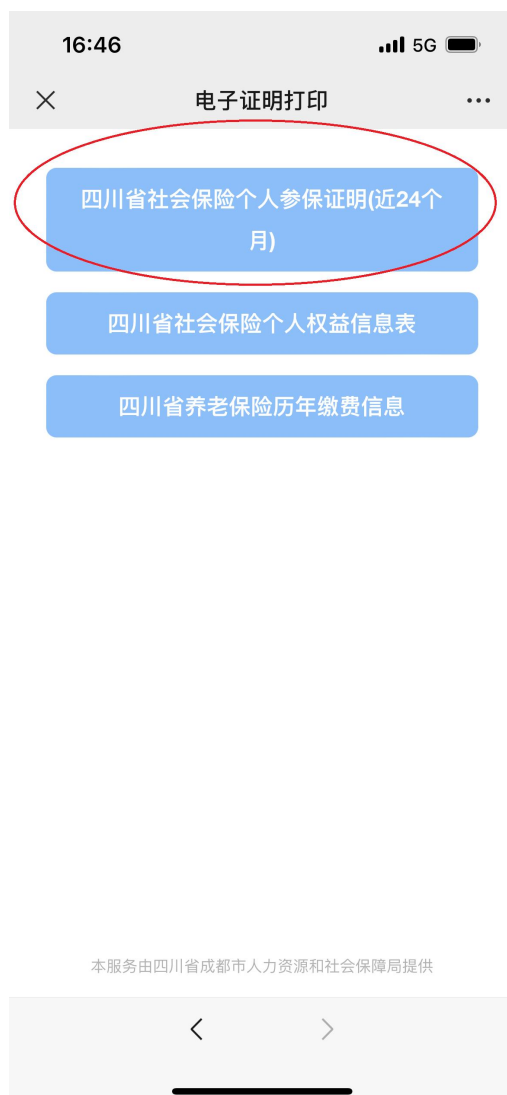 16:46
5G
电子证明打印
四川省社会保险个人参保证明(近24个
月)
四川省社会保险个人权益信息表
四川省养老保险历年缴费信息
本服务由四川省成都市人力资源和社会保障局提供